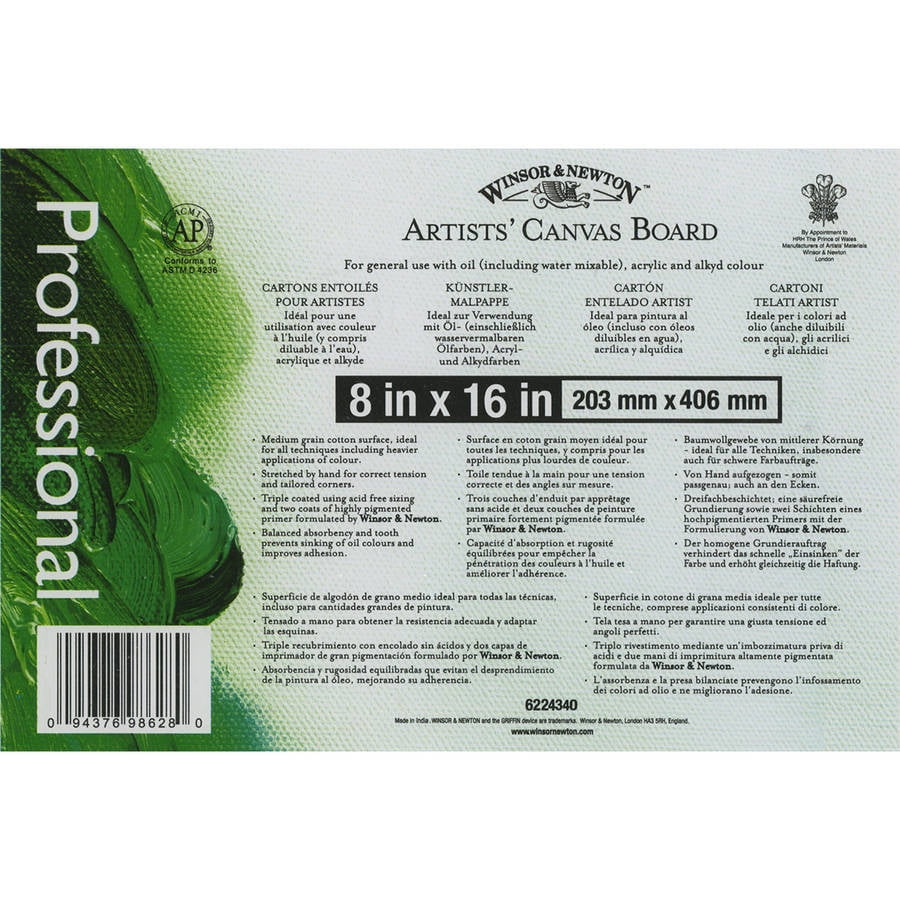 Professional
ACMI
AP
Conforms to
ASTM D 4236
WINSOR & NEWTON™
ARTISTS' CANVAS BOARD
By Appointment to
HRH The Prince of Wales
Manufacturers of Artists' Materials
Winsor & Newton
London
For general use with oil (including water mixable), acrylic and alkyd colour
CARTONS ENTOILÉS
POUR ARTISTES
Idéal pour une
utilisation avec couleur
à l'huile (y compris
diluable à l'eau),
acrylique et alkyde
KÜNSTLER-
MALPAPPE
Ideal zur Verwendung
mit Öl- (einschließlich
wasservermalbaren
Ölfarben), Acryl-
und Alkydfarben
CARTÓN
ENTELADO ARTIST
Ideal para pintura al
óleo (incluso con óleos
diluibles en agua),
acrílica y alquídica
CARTONI
TELATI ARTIST
Ideale per i colori ad
olio (anche diluibili
con acqua), gli acrilici
e gli alchidici
8 in x 16 in 203 mm x 406 mm
· Medium grain cotton surface, ideal
for all techniques including heavier
applications of colour.
· Stretched by hand for correct tension
and tailored corners.
· Triple coated using acid free sizing
and two coats of highly pigmented
primer formulated by Winsor & Newton.
· Balanced absorbency and tooth
prevents sinking of oil colours and
improves adhesion.
· Surface en coton grain moyen idéal pour
toutes les techniques, y compris pour les
applications plus lourdes de couleur.
· Toile tendue à la main pour une tension
correcte et des angles sur mesure.
· Trois couches d'enduit par apprêtage
sans acide et deux couches de peinture
primaire fortement pigmentée formulée
par Winsor & Newton.
· Capacité d'absorption et rugosité
équilibrées pour empêcher la
pénétration des couleurs à l'huile et
améliorer l'adhérence.
· Baumwollgewebe von mittlerer Körnung
- ideal für alle Techniken, insbesondere
auch für schwere Farbaufträge.
· Von Hand aufgezogen - somit
passgenau; auch an den Ecken.
· Dreifachbeschichtet; eine säurefreie
Grundierung sowie zwei Schichten eines
hochpigmentierten Primers mit der
Formulierung von Winsor & Newton.
· Der homogene Grundierauftrag
verhindert das schnelle „Einsinken" der
Farbe und erhöht gleichzeitig die Haftung.
· Superficie de algodón de grano medio ideal para todas las técnicas,
incluso para cantidades grandes de pintura.
· Tensado a mano para obtener la resistencia adecuada y adaptar
las esquinas.
· Triple recubrimiento con encolado sin ácidos y dos capas de
imprimador de gran pigmentación formulado por Winsor & Newton.
· Absorbencia y rugosidad equilibradas que evitan el desprendimiento
de la pintura al óleo, mejorando su adherencia.
· Superficie in cotone di grana media ideale per tutte
le tecniche, comprese applicazioni consistenti di colore.
· Tela tesa a mano per garantire una giusta tensione ed
angoli perfetti.
· Triplo rivestimento mediante un'imbozzimatura priva di
acidi e due mani di imprimitura altamente pigmentata
formulata da Winsor & Newton.
· L'assorbenza e la presa bilanciate prevengono l'infossamento
dei colori ad olio e ne migliorano l'adesione.
0 94376 98628 0
6224340
Made in India .WINSOR & NEWTON and the GRIFFIN device are trademarks. Winsor & Newton, London HA3 5RH, England.
www.winsornewton.com